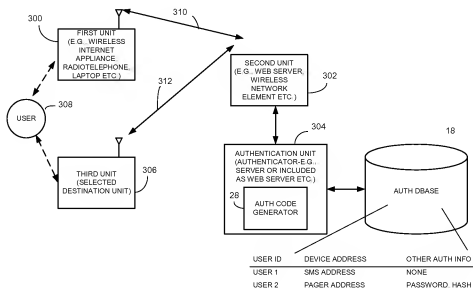 300
FIRST UNIT
(E.G., WIRELESS
INTERNET
APPLIANCE,
RADIOTELEPHONE,
LAPTOP ETC.)
310
312
SECOND UNIT
(E.G., WEB SERVER,
WIRELESS
NETWORK
ELEMENT ETC.)
302
USER
308
THIRD UNIT
(SELECTED
DESTINATION UNIT)
306
304
AUTHENTICATION UNIT
(AUTHENTICATOR-E.G..
SERVER OR INCLUDED
AS WEB SERVER ETC.)
28
AUTH CODE
GENERATOR
18
AUTH DBASE
USER ID DEVICE ADDRESS OTHER AUTH INFO
USER 1 SMS ADDRESS NONE
USER 2 PAGER ADDRESS PASSWORD. HASH